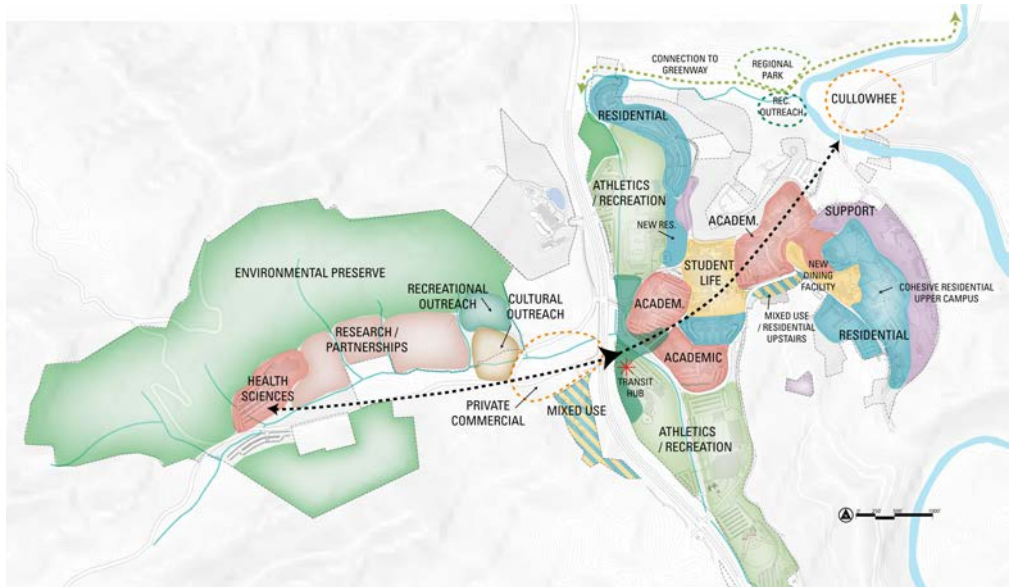 CONNECTION TO
GREENWAY
REGIONAL
PARK
REC.
OUTREACH
CULLOWHEE
RESIDENTIAL
ATHLETICS
/ RECREATION
NEW RES.
ACADEM.
SUPPORT
STUDENT
LIFE
NEW
DINING
FACILITY
COHESIVE RESIDENTIAL
UPPER CAMPUS
ENVIRONMENTAL PRESERVE
RECREATIONAL
OUTREACH
CULTURAL
OUTREACH
ACADEM.
MIXED USE
/ RESIDENTIAL
UPSTAIRS
RESIDENTIAL
RESEARCH /
PARTNERSHIPS
ACADEMIC
HEALTH
SCIENCES
TRANSIT
HUB
PRIVATE
COMMERCIAL
MIXED USE
ATHLETICS
/ RECREATION